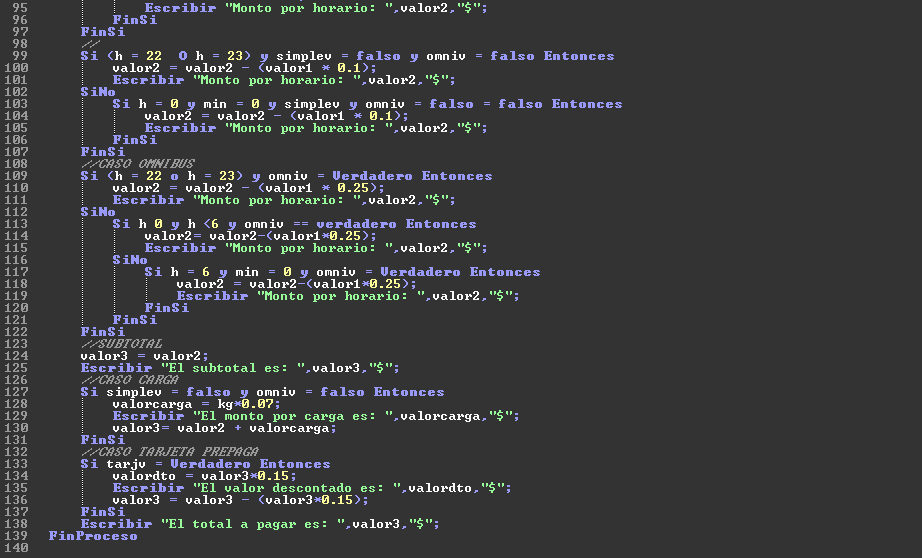 95 Escribir "Monto por horario: ",valor2,"$";
96 FinSi
97 FinSi
98 //
99 Si (h = 22 O h = 23) y simplev = falso y omniv = falso Entonces
100 valor2 = valor2 - (valor1 * 0.1);
101 Escribir "Monto por horario: ",valor2,"$";
102 SiNo
103 Si h = 0 y min = 0 y simplev y omniv = falso = falso Entonces
104 valor2 = valor2 - (valor1 * 0.1);
105 Escribir "Monto por horario: ",valor2,"$";
106 FinSi
107 FinSi
108 //CASO OMNIBUS
109 Si (h = 22 o h = 23) y omniv = Verdadero Entonces
110 valor2 = valor2 - (valor1 * 0.25);
111 Escribir "Monto por horario: ",valor2,"$";
112 SiNo
113 Si h 0 y h <6 y omniv == verdadero Entonces
114 valor2= valor2-(valor1*0.25);
115 Escribir "Monto por horario: ",valor2,"$";
116 SiNo
117 Si h = 6 y min = 0 y omniv = Verdadero Entonces
118 valor2 = valor2-(valor1*0.25);
119 Escribir "Monto por horario: ",valor2,"$";
120 FinSi
121 FinSi
122 FinSi
123 //SUBTOTAL
124 valor3 = valor2;
125 Escribir "El subtotal es: ",valor3,"$";
126 //CASO CARGA
127 Si simplev = falso y omniv = falso Entonces
128 valorcarga = kg*0.07;
129 Escribir "El monto por carga es: ",valorcarga,"$";
130 valor3= valor2 + valorcarga;
131 FinSi
132 //CASO TARJETA PREPAGA
133 Si tarjv = Verdadero Entonces
134 valordto = valor3*0.15;
135 Escribir "El valor descontado es: ",valordto,"$";
136 valor3 = valor3 - (valor3*0.15);
137 FinSi
138 Escribir "El total a pagar es: ",valor3,"$";
139 FinProceso
140